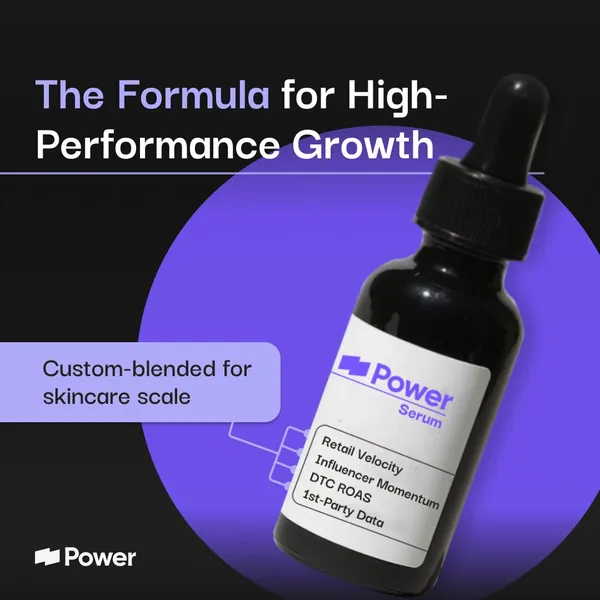 The Formula for High-
Performance Growth
Custom-blended for
skincare scale
Power
Serum
Retail Velocity
Influencer Momentum
DTC ROAS
1st-Party Data
Power